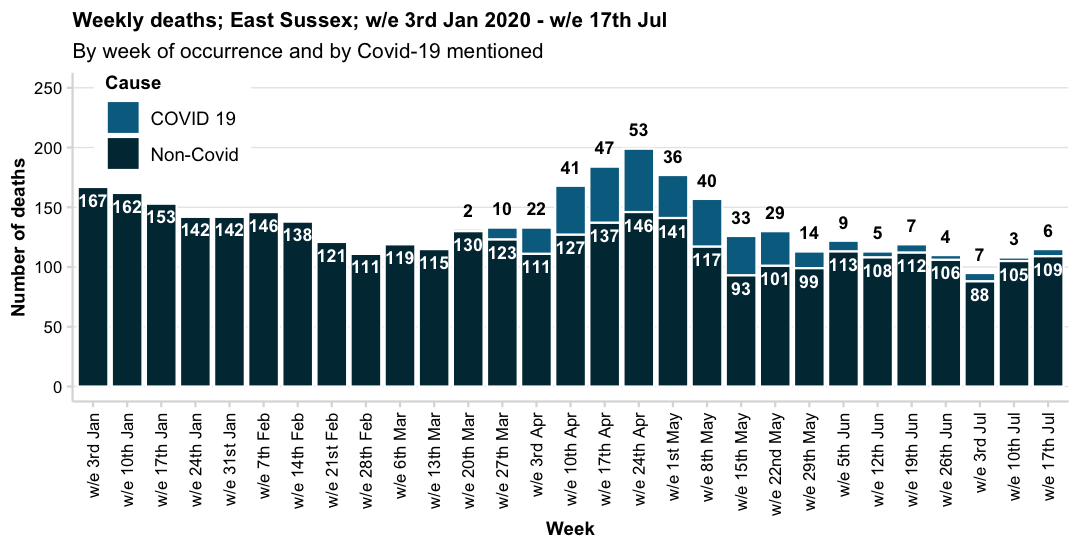 Weekly deaths; East Sussex; w/e 3rd Jan 2020 - w/e 17th Jul
By week of occurrence and by Covid-19 mentioned
Cause
COVID 19
Non-Covid
Number of deaths
250
200
150
100
50
0
2 10 22 41 47 53 36 40 33 29 14 9 5 7 4 7 3 6
167 162 153 142 142 146 138 121 111 119 115 130 123 111 127 137 146 141 117 93 101 99 113 108 112 106 88 105 109
w/e 3rd Jan
w/e 10th Jan
w/e 17th Jan
w/e 24th Jan
w/e 31st Jan
w/e 7th Feb
w/e 14th Feb
w/e 21st Feb
w/e 28th Feb
w/e 6th Mar
w/e 13th Mar
w/e 20th Mar
w/e 27th Mar
w/e 3rd Apr
w/e 10th Apr
w/e 17th Apr
w/e 24th Apr
w/e 1st May
w/e 8th May
w/e 15th May
w/e 22nd May
w/e 29th May
w/e 5th Jun
w/e 12th Jun
w/e 19th Jun
w/e 26th Jun
w/e 3rd Jul
w/e 10th Jul
w/e 17th Jul
Week